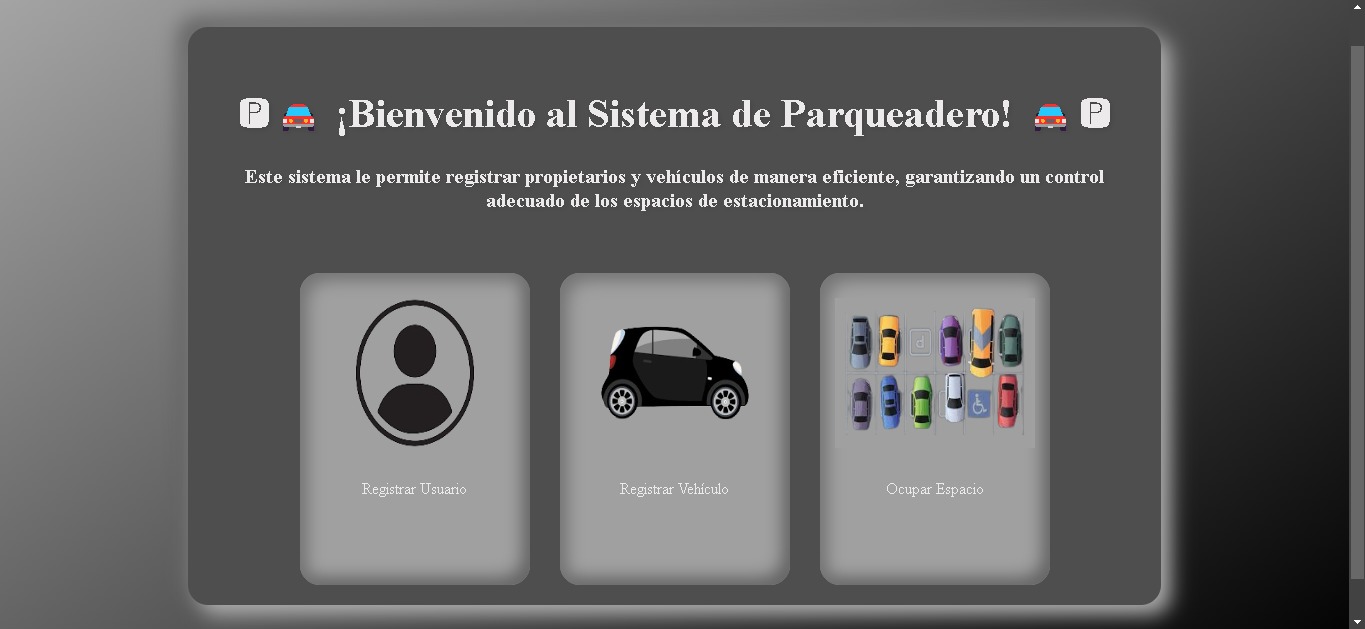 🅿🚘 ¡Bienvenido al Sistema de Parqueadero! 🚘🅿
Este sistema le permite registrar propietarios y vehículos de manera eficiente, garantizando un control
adecuado de los espacios de estacionamiento.
Registrar Usuario
Registrar Vehículo
Ocupar Espacio